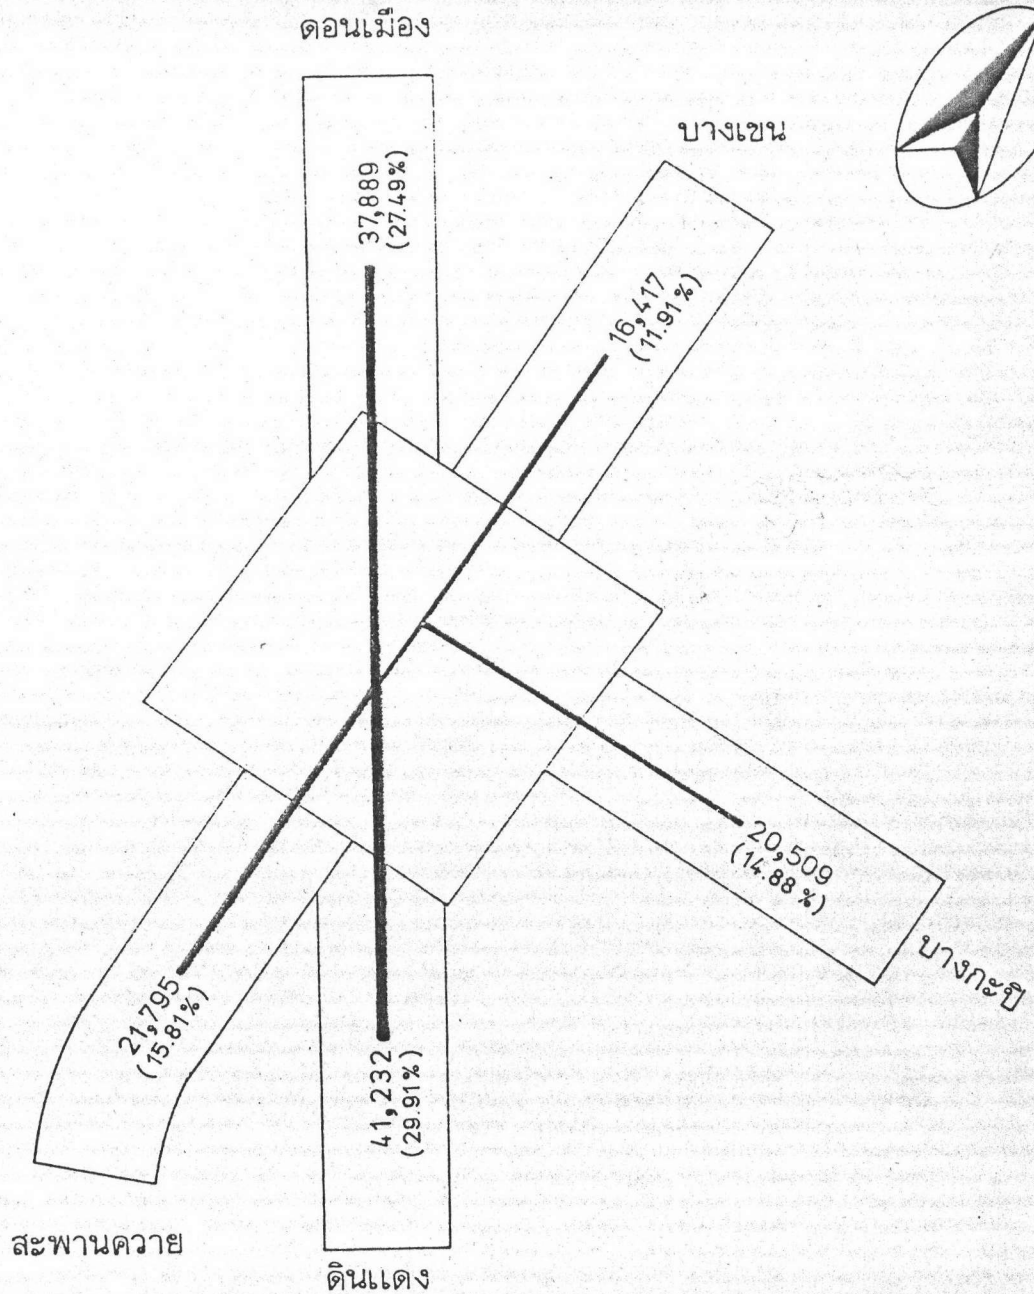 ดอนเมือง
บางเขน
37,889
(27.49%)
16,417
(11.91%)
20,509
(14.88%)
บางกะปิ
21,795
(15.81%)
41,232
(29.91%)
สะพานควาย
ดินแดง